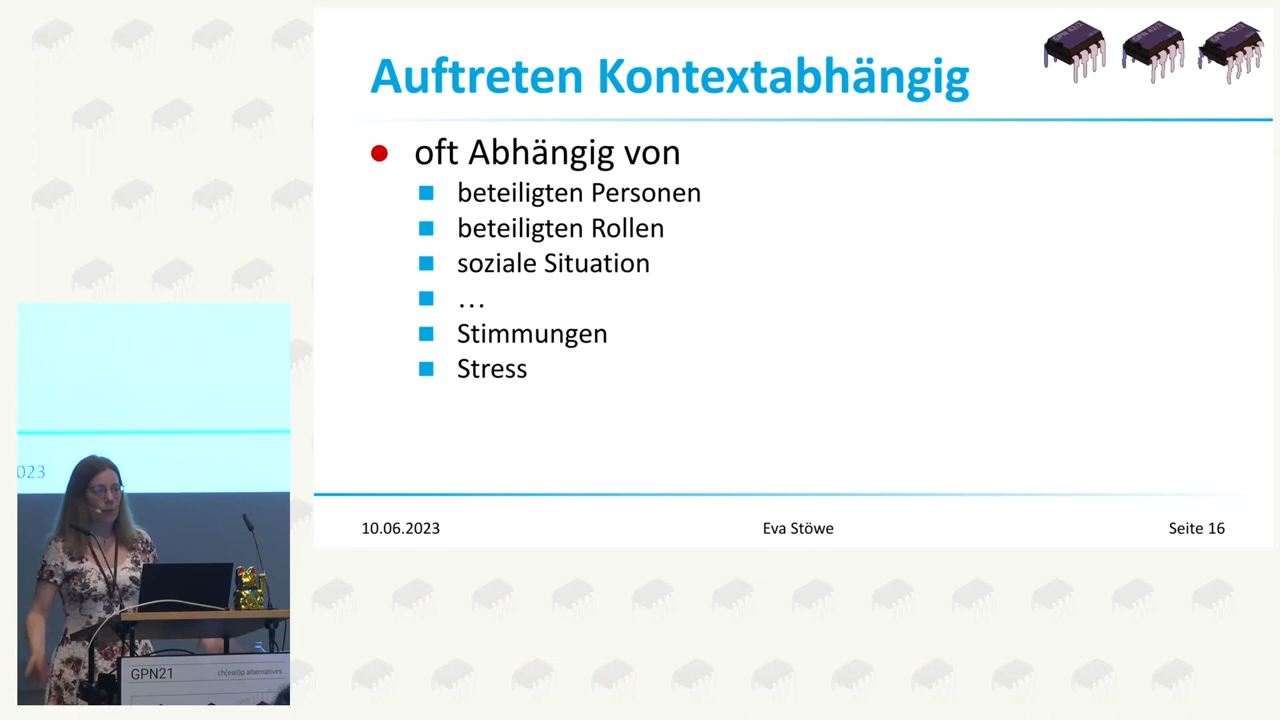 Auftreten Kontextabhängig
oft Abhängig von
beteiligten Personen
beteiligten Rollen
soziale Situation
…
Stimmungen
Stress
10.06.2023
Eva Stöwe
Seite 16
023
GPN21
ch(ea)p alternatives